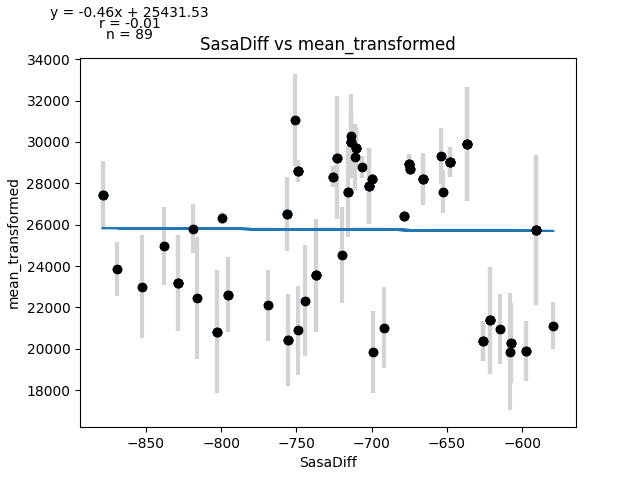 y = -0.46x + 25431.53
r = -0.01
n = 89
SasaDiff vs mean_transformed
34000
32000
30000
28000
26000
24000
22000
20000
18000
mean_transformed
−850 −800 −750 −700 −650 −600
SasaDiff